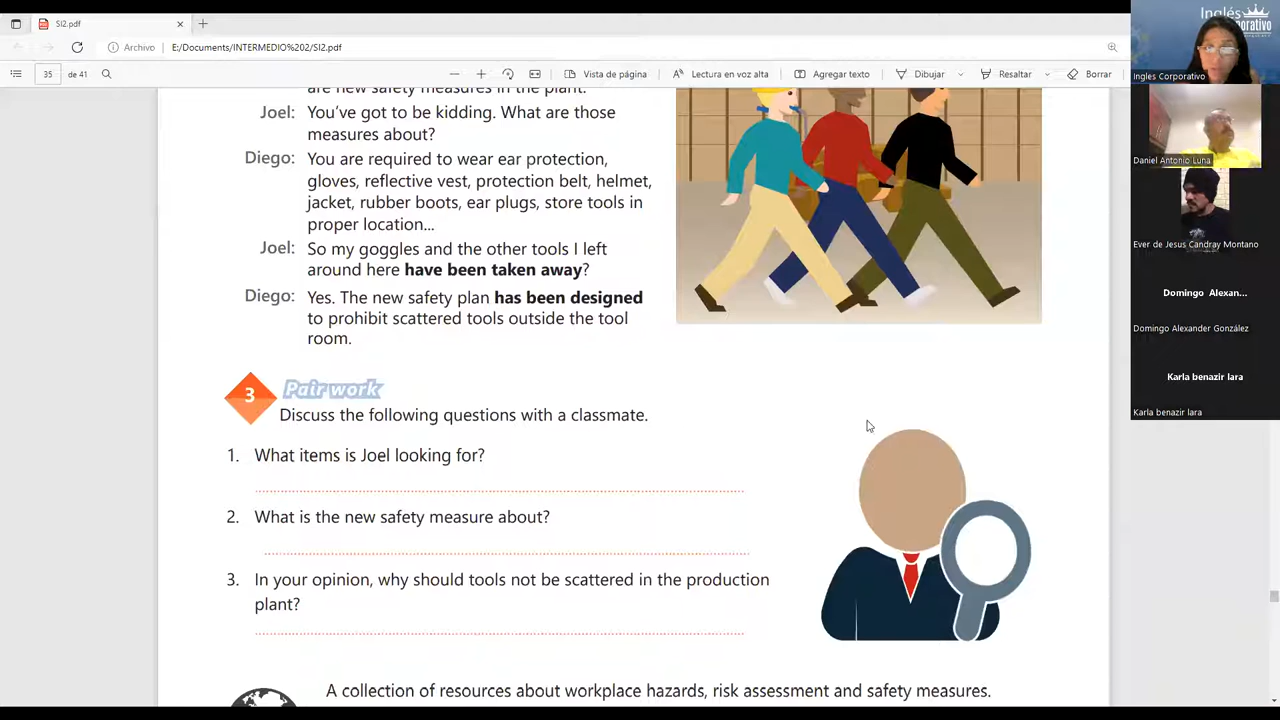 SI2.pdf
Archivo
E:/Documents/INTERMEDIO%202/SI2.pdf
35
de 41
Vista de página
Lectura en voz alta
Agregar texto
Dibujar
Resaltar
Borrar
are new safety measures in the plant.
Joel: You've got to be kidding. What are those
measures about?
Diego: You are required to wear ear protection,
gloves, reflective vest, protection belt, helmet,
jacket, rubber boots, ear plugs, store tools in
proper location...
Joel: So my goggles and the other tools I left
around here have been taken away?
Diego: Yes. The new safety plan has been designed
to prohibit scattered tools outside the tool
room.
3 Pair work
Discuss the following questions with a classmate.
1. What items is Joel looking for?
2. What is the new safety measure about?
3. In your opinion, why should tools not be scattered in the production
plant?
A collection of resources about workplace hazards, risk assessment and safety measures.
Inglés
Ingles Corporativo
Daniel Antonio Luna
Ever de Jesus Candray Montano
Domingo Alexan...
Domingo Alexander González
Karla benazir lara
Karla benazir lara